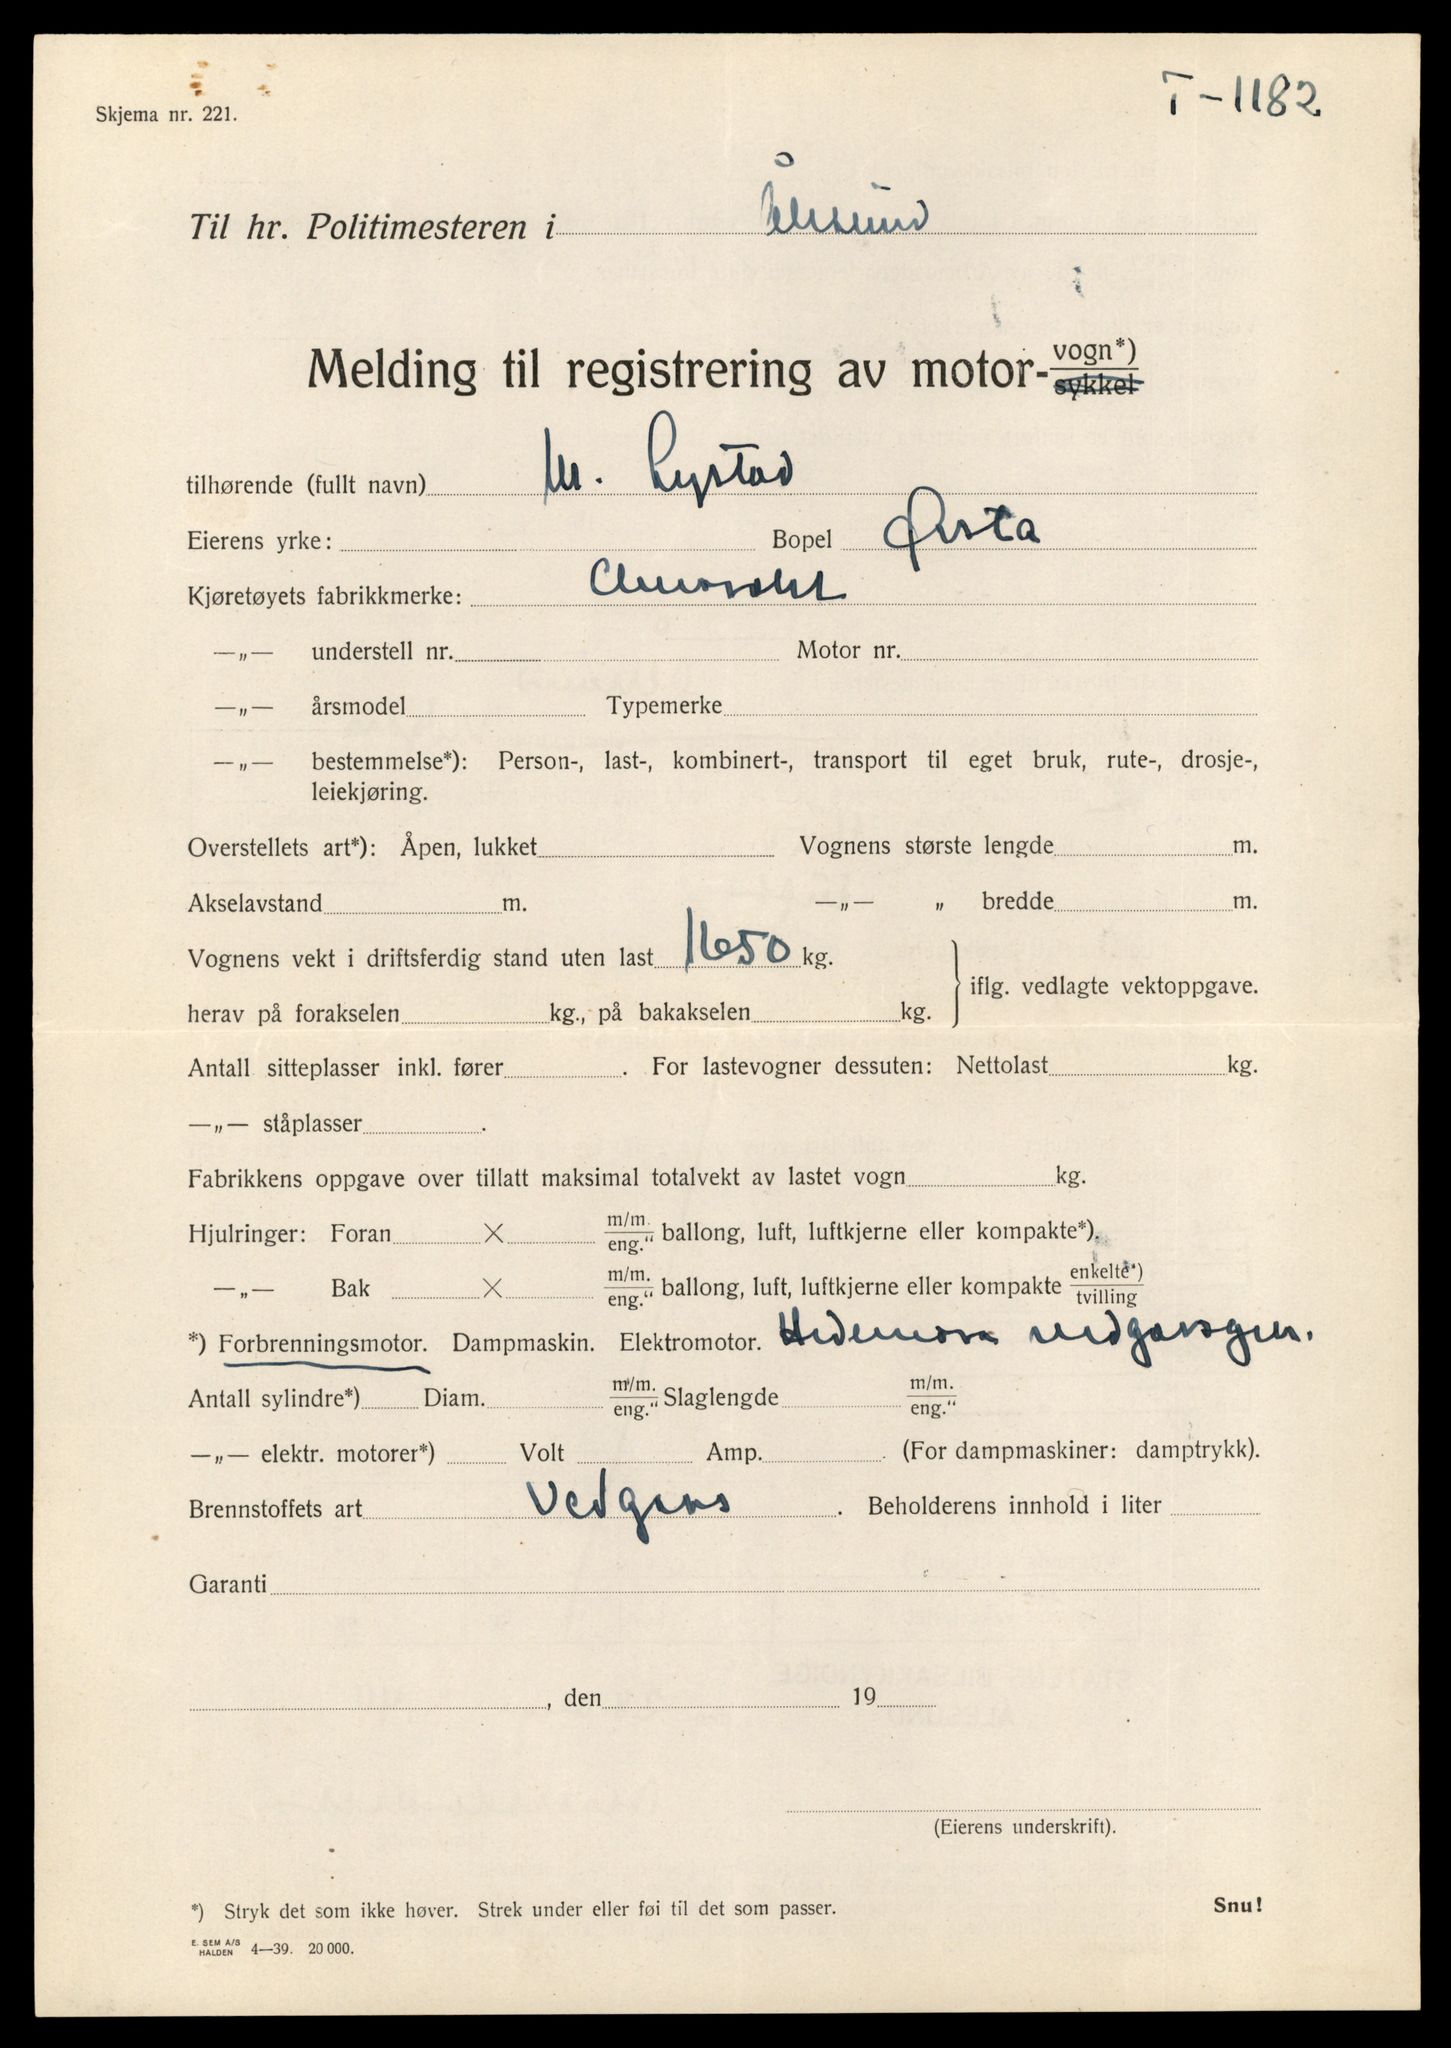 Skjema nr. 221.
T-1182
Til hr. Politimesteren i Ålesund
Melding til registrering av motor-vogn*)
sykkel
tilhørende (fullt navn) M. Lystad
Eierens yrke: Bopel Ørsta
Kjøretøyets fabrikkmerke: Chevrolet
—„— understell nr. Motor nr.
—„— årsmodel Typemerke
—„— bestemmelse*): Person-, last-, kombinert-, transport til eget bruk, rute-, drosje-,
leiekjøring.
Overstellets art*): Åpen, lukket Vognens største lengde m.
Akselavstand m. —„— „ bredde m.
Vognens vekt i driftsferdig stand uten last 1650 kg.
iflg. vedlagte vektoppgave.
herav på forakselen kg., på bakakselen kg.
Antall sitteplasser inkl. fører . For lastevogner dessuten: Nettolast kg.
—„— ståplasser .
Fabrikkens oppgave over tillatt maksimal totalvekt av lastet vogn kg.
Hjulringer: Foran × m/m. eng.“ ballong, luft, luftkjerne eller kompakte*).
—„— Bak × m/m. eng.“ ballong, luft, luftkjerne eller kompakte enkelte*) tvilling
*) Forbrenningsmotor. Dampmaskin. Elektromotor. Hedemora vedgassgen.
Antall sylindre*) Diam. m/m. eng.“ Slaglengde m/m. eng.“
—„— elektr. motorer*) Volt Amp. (For dampmaskiner: damptrykk).
Brennstoffets art Vedgass . Beholderens innhold i liter
Garanti
, den 19
(Eierens underskrift).
*) Stryk det som ikke høver. Strek under eller føi til det som passer.
Snu!
E. SEM A/S
HALDEN 4—39. 20 000.